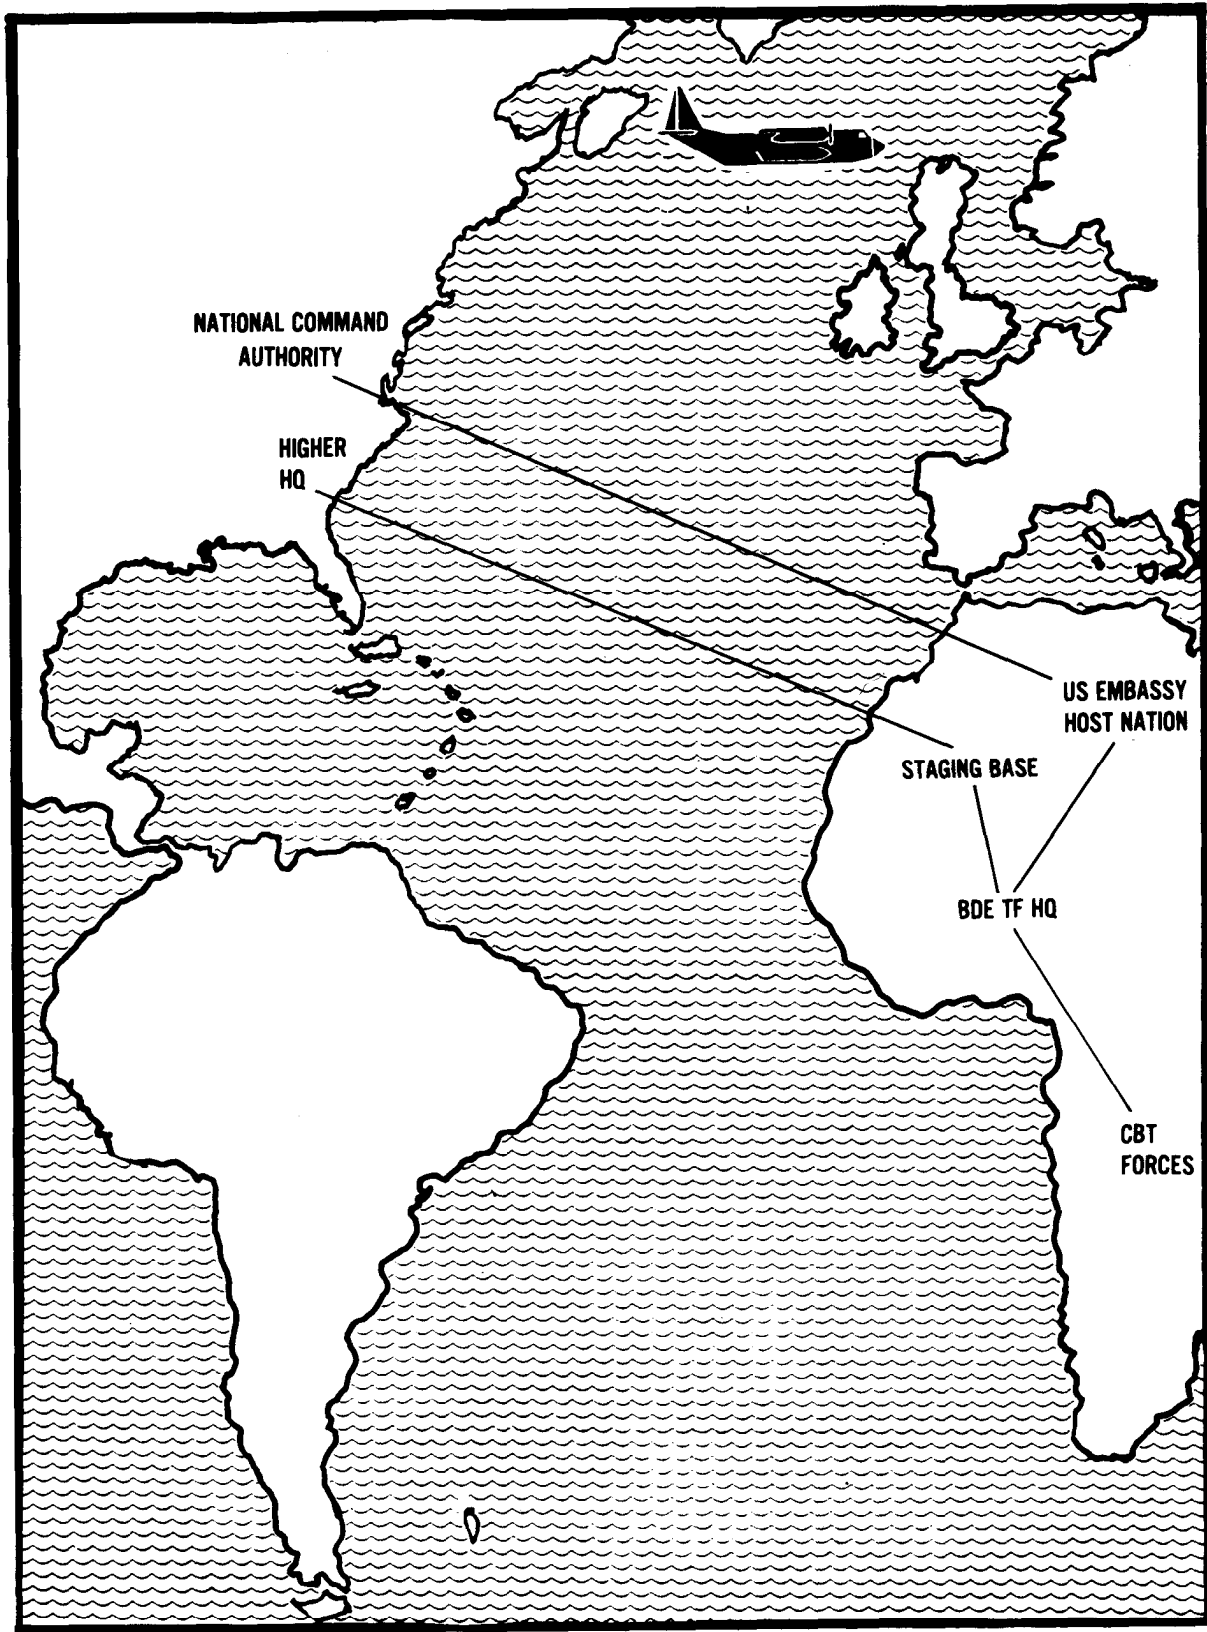 NATIONAL COMMAND
AUTHORITY
HIGHER
HQ
US EMBASSY
HOST NATION
STAGING BASE
BDE TF HQ
CBT
FORCES